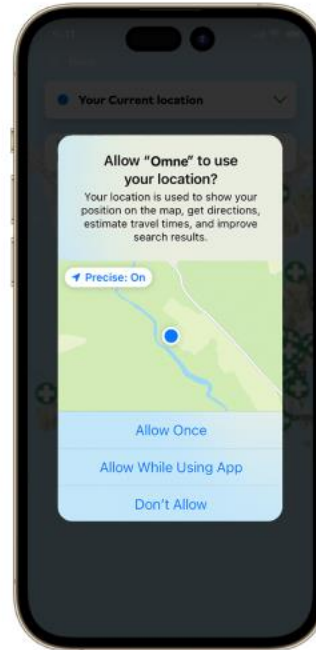 9:41
Your Current location
Allow "Omne" to use
your location?
Your location is used to show your
position on the map, get directions,
estimate travel times, and improve
search results.
Precise: On
Allow Once
Allow While Using App
Don't Allow